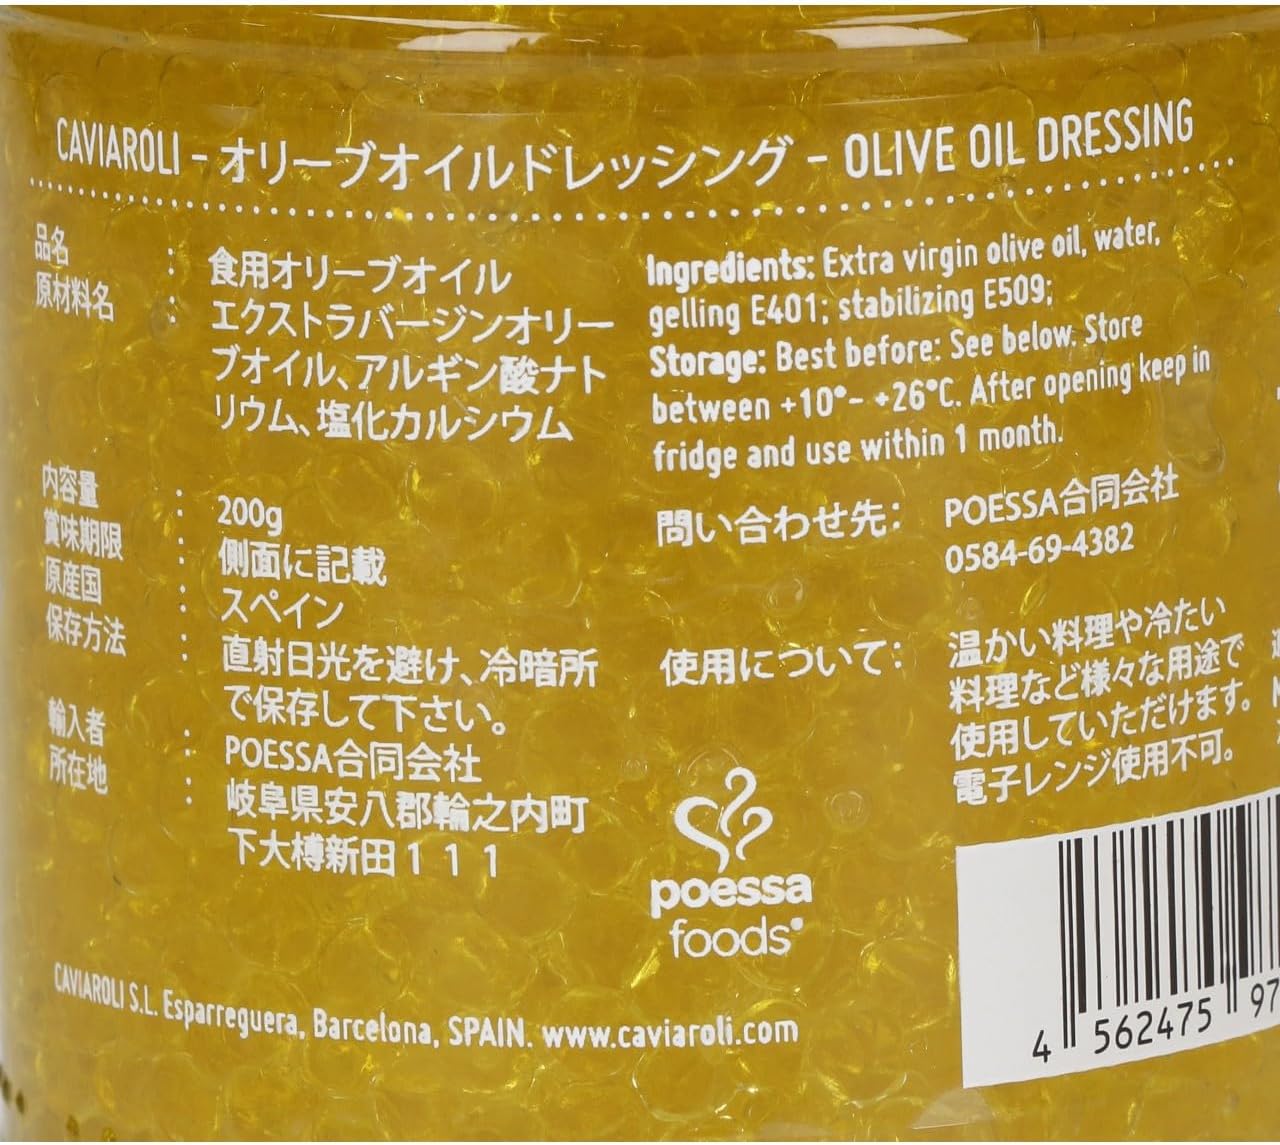 CAVIAROLI - オリーブオイルドレッシング - OLIVE OIL DRESSING
品名 : 食用オリーブオイル
原材料名 : エクストラバージンオリー
ブオイル、アルギン酸ナト
リウム、塩化カルシウム
内容量 : 200g
賞味期限 : 側面に記載
原産国 : スペイン
保存方法 : 直射日光を避け、冷暗所
で保存して下さい。
輸入者 : POESSA合同会社
所在地 : 岐阜県安八郡輪之内町
下大榑新田111
Ingredients: Extra virgin olive oil, water,
gelling E401; stabilizing E509;
Storage: Best before: See below. Store
between +10°- +26°C. After opening keep in
fridge and use within 1 month.
問い合わせ先: POESSA合同会社
0584-69-4382
使用について: 温かい料理や冷たい
料理など様々な用途で
使用していただけます。
電子レンジ使用不可。
poessa
foods
CAVIAROLI S.L. Esparreguera, Barcelona, SPAIN. www.caviaroli.com
4 562475 97